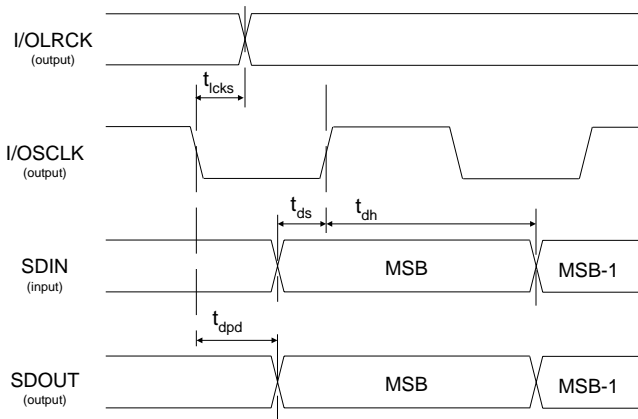 I/OLRCK
(output)
t_lcks
I/OSCLK
(output)
t_ds
t_dh
SDIN
(input)
MSB
MSB-1
t_dpd
SDOUT
(output)
MSB
MSB-1